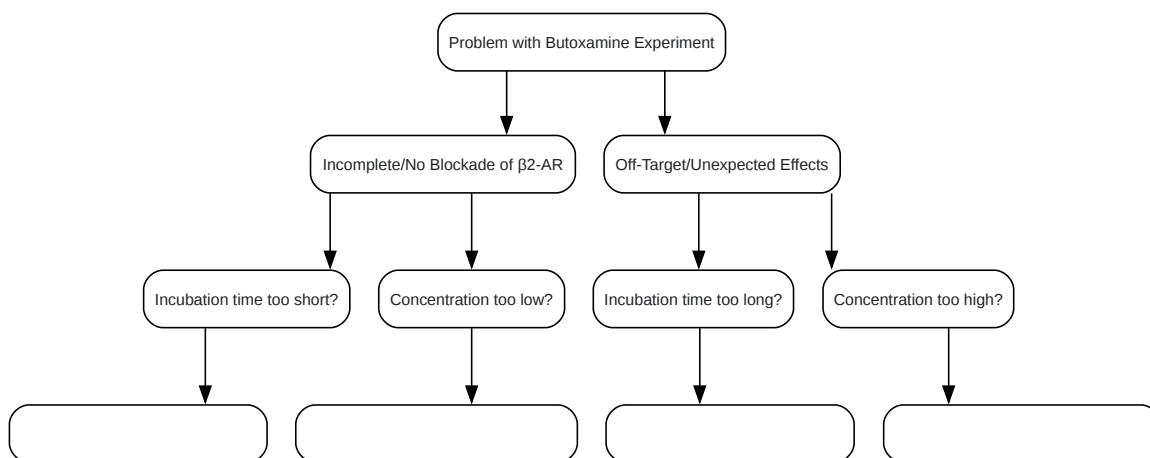 Problem with Butoxamine Experiment
Incomplete/No Blockade of β2-AR
Off-Target/Unexpected Effects
Incubation time too short?
Concentration too low?
Incubation time too long?
Concentration too high?